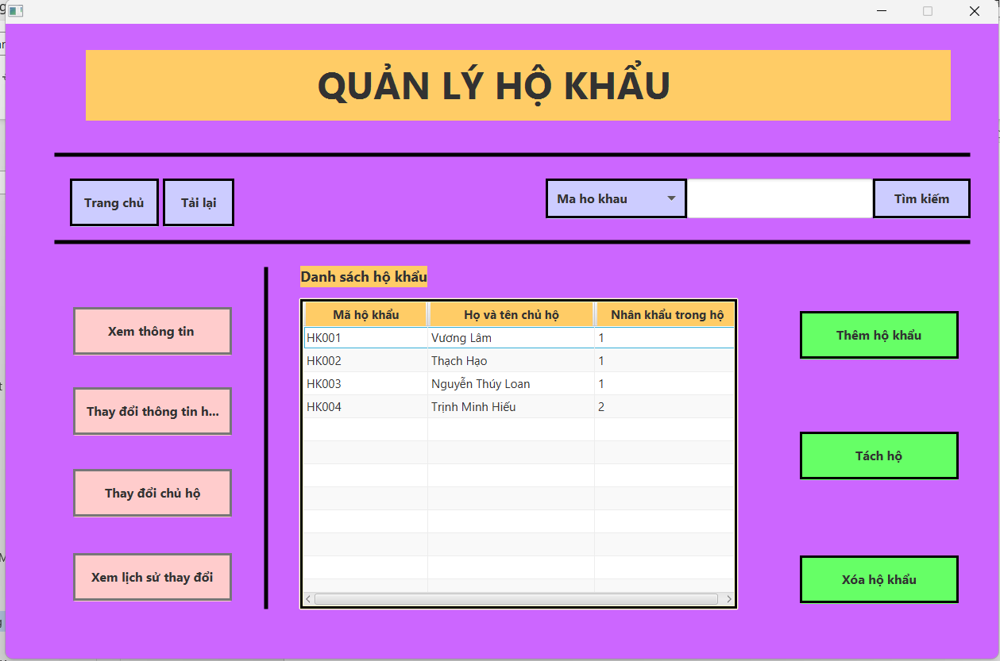 QUẢN LÝ HỘ KHẨU
Trang chủ
Tải lại
Ma ho khau
Tìm kiếm
Danh sách hộ khẩu
Xem thông tin
Thay đổi thông tin h...
Thay đổi chủ hộ
Xem lịch sử thay đổi
Mã hộ khẩu Họ và tên chủ hộ Nhân khẩu trong hộ
HK001 Vương Lâm 1
HK002 Thạch Hạo 1
HK003 Nguyễn Thúy Loan 1
HK004 Trịnh Minh Hiếu 2
Thêm hộ khẩu
Tách hộ
Xóa hộ khẩu